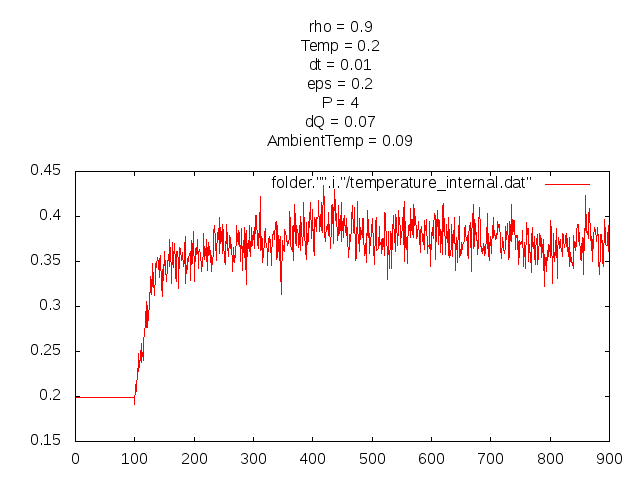 rho = 0.9
Temp = 0.2
dt = 0.01
eps = 0.2
P = 4
dQ = 0.07
AmbientTemp = 0.09
folder."".i."/temperature_internal.dat"
0.45
0.4
0.35
0.3
0.25
0.2
0.15
0 100 200 300 400 500 600 700 800 900